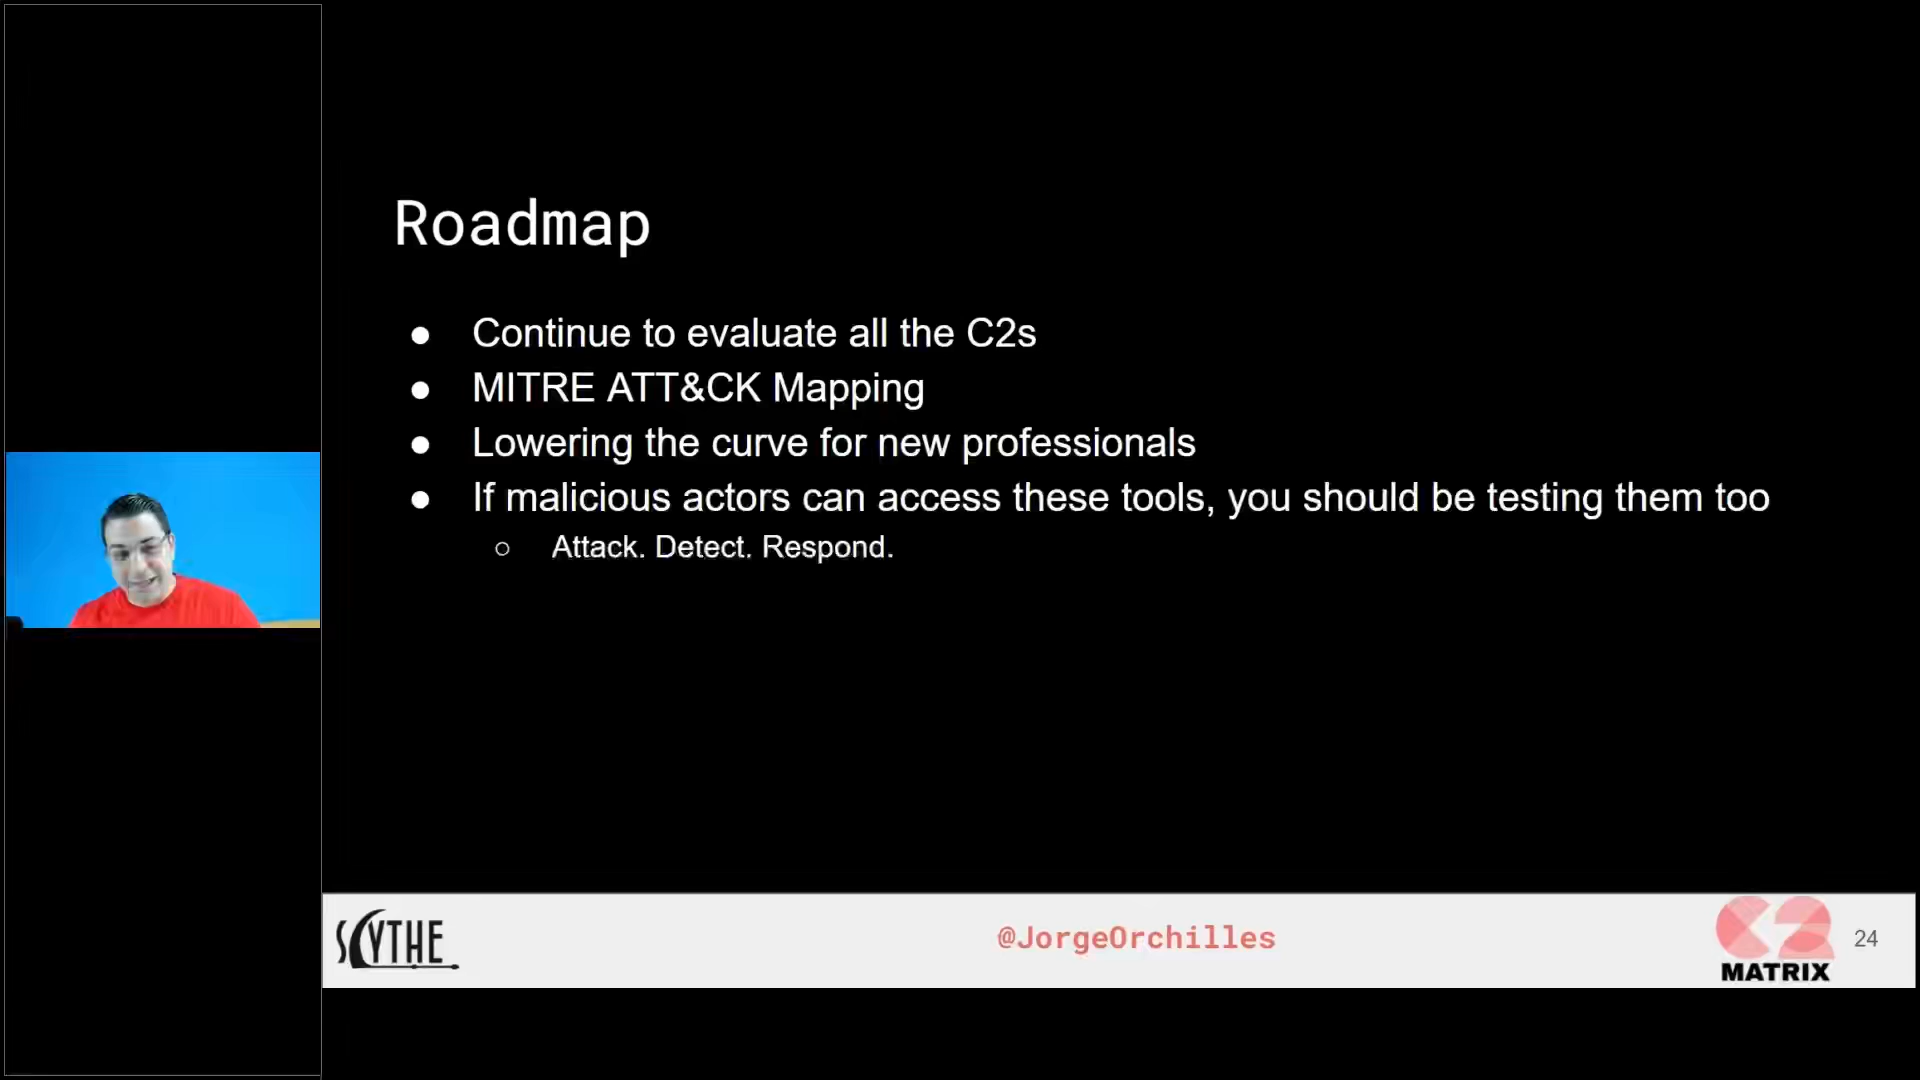 Roadmap
● Continue to evaluate all the C2s
● MITRE ATT&CK Mapping
● Lowering the curve for new professionals
● If malicious actors can access these tools, you should be testing them too
○ Attack. Detect. Respond.
SCYTHE
@JorgeOrchilles
C2
MATRIX
24